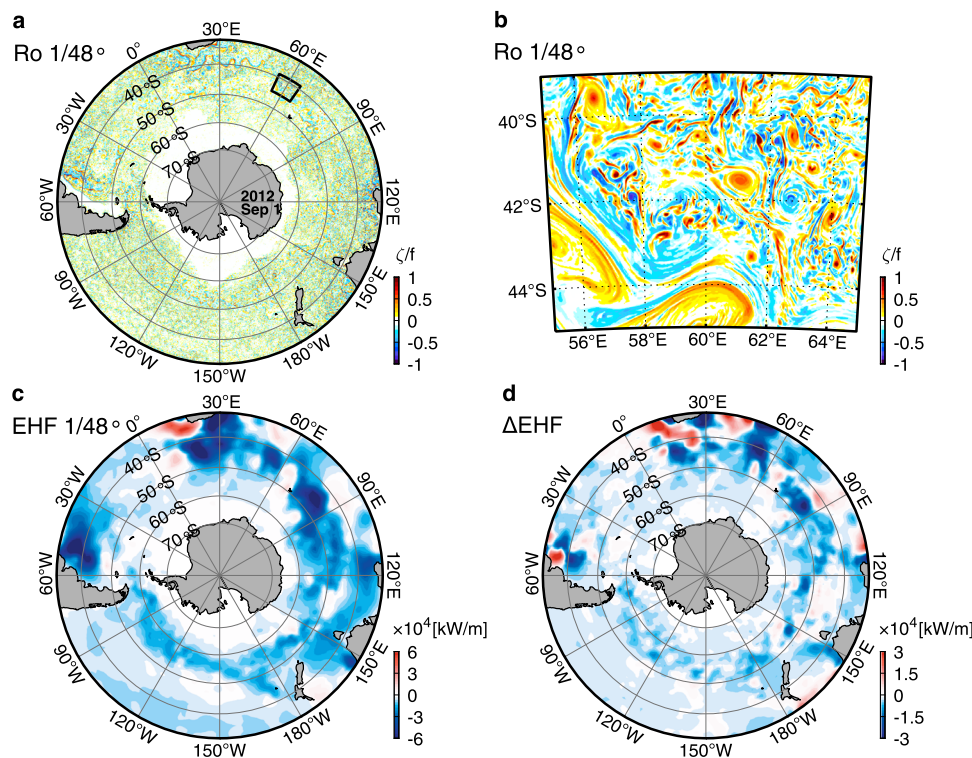 a
Ro 1/48°
30°E
0°
60°E
30°W
90°E
60°W
120°E
90°W
150°E
120°W
180°W
150°W
40°S
50°S
60°S
70°S
2012
Sep 1
ζ/f
1
0.5
0
-0.5
-1
b
Ro 1/48°
40°S
42°S
44°S
56°E
58°E
60°E
62°E
64°E
ζ/f
1
0.5
0
-0.5
-1
c
EHF 1/48°
30°E
0°
60°E
30°W
90°E
60°W
120°E
90°W
150°E
120°W
180°W
150°W
40°S
50°S
60°S
70°S
×10⁴[kW/m]
6
3
0
-3
-6
d
ΔEHF
30°E
0°
60°E
30°W
90°E
60°W
120°E
90°W
150°E
120°W
180°W
150°W
40°S
50°S
60°S
70°S
×10⁴[kW/m]
3
1.5
0
-1.5
-3